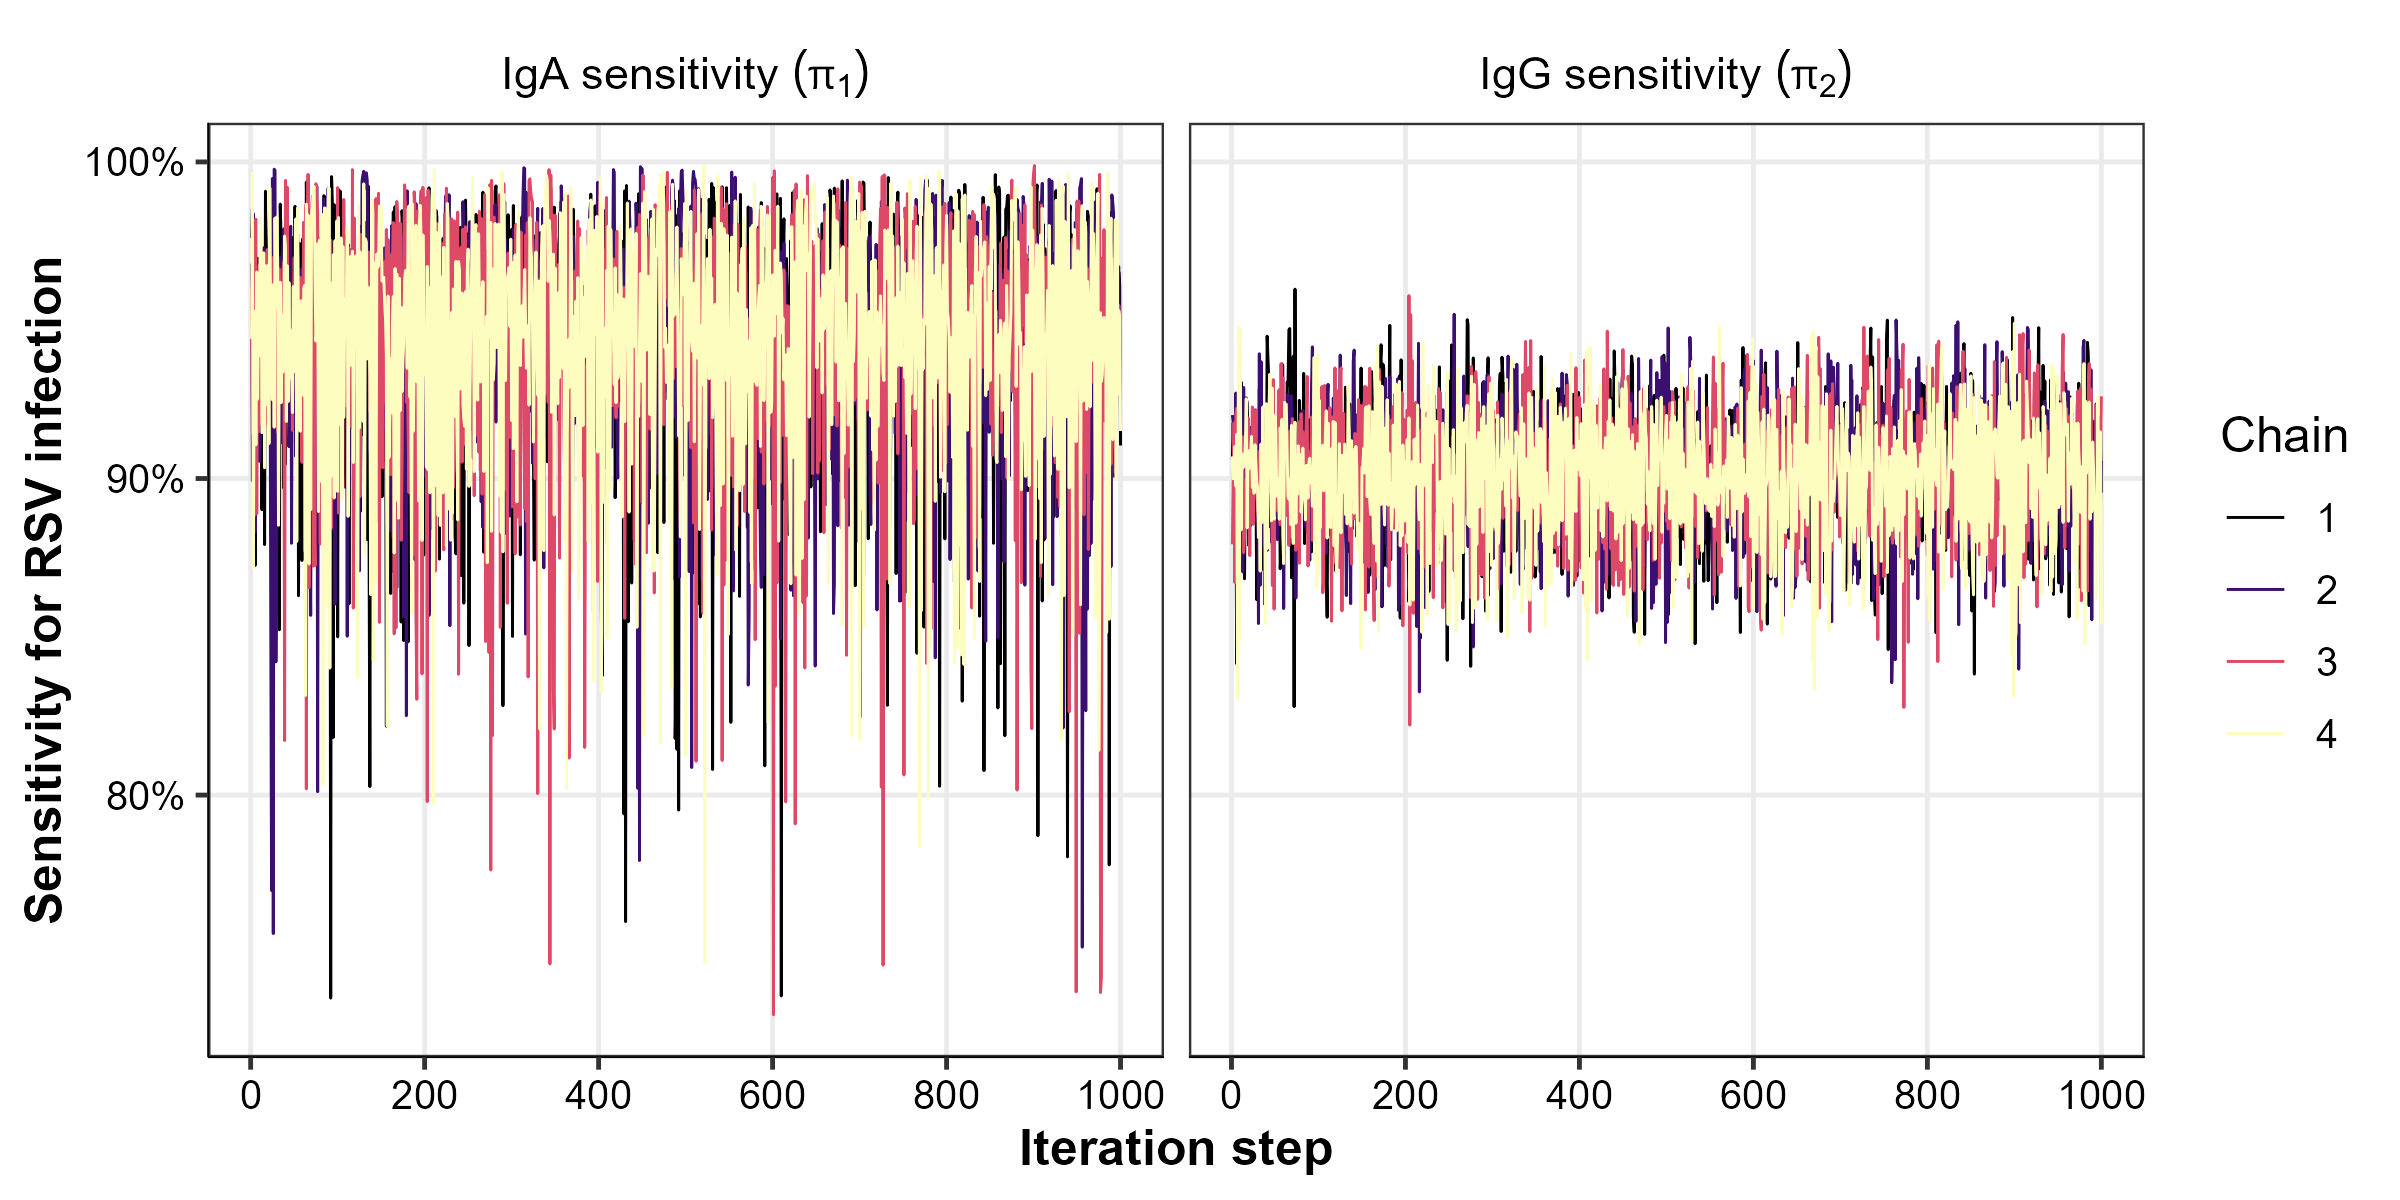 IgA sensitivity (π₁)
IgG sensitivity (π₂)
Sensitivity for RSV infection
100%
90%
80%
0 200 400 600 800 1000
0 200 400 600 800 1000
Iteration step
Chain
1
2
3
4